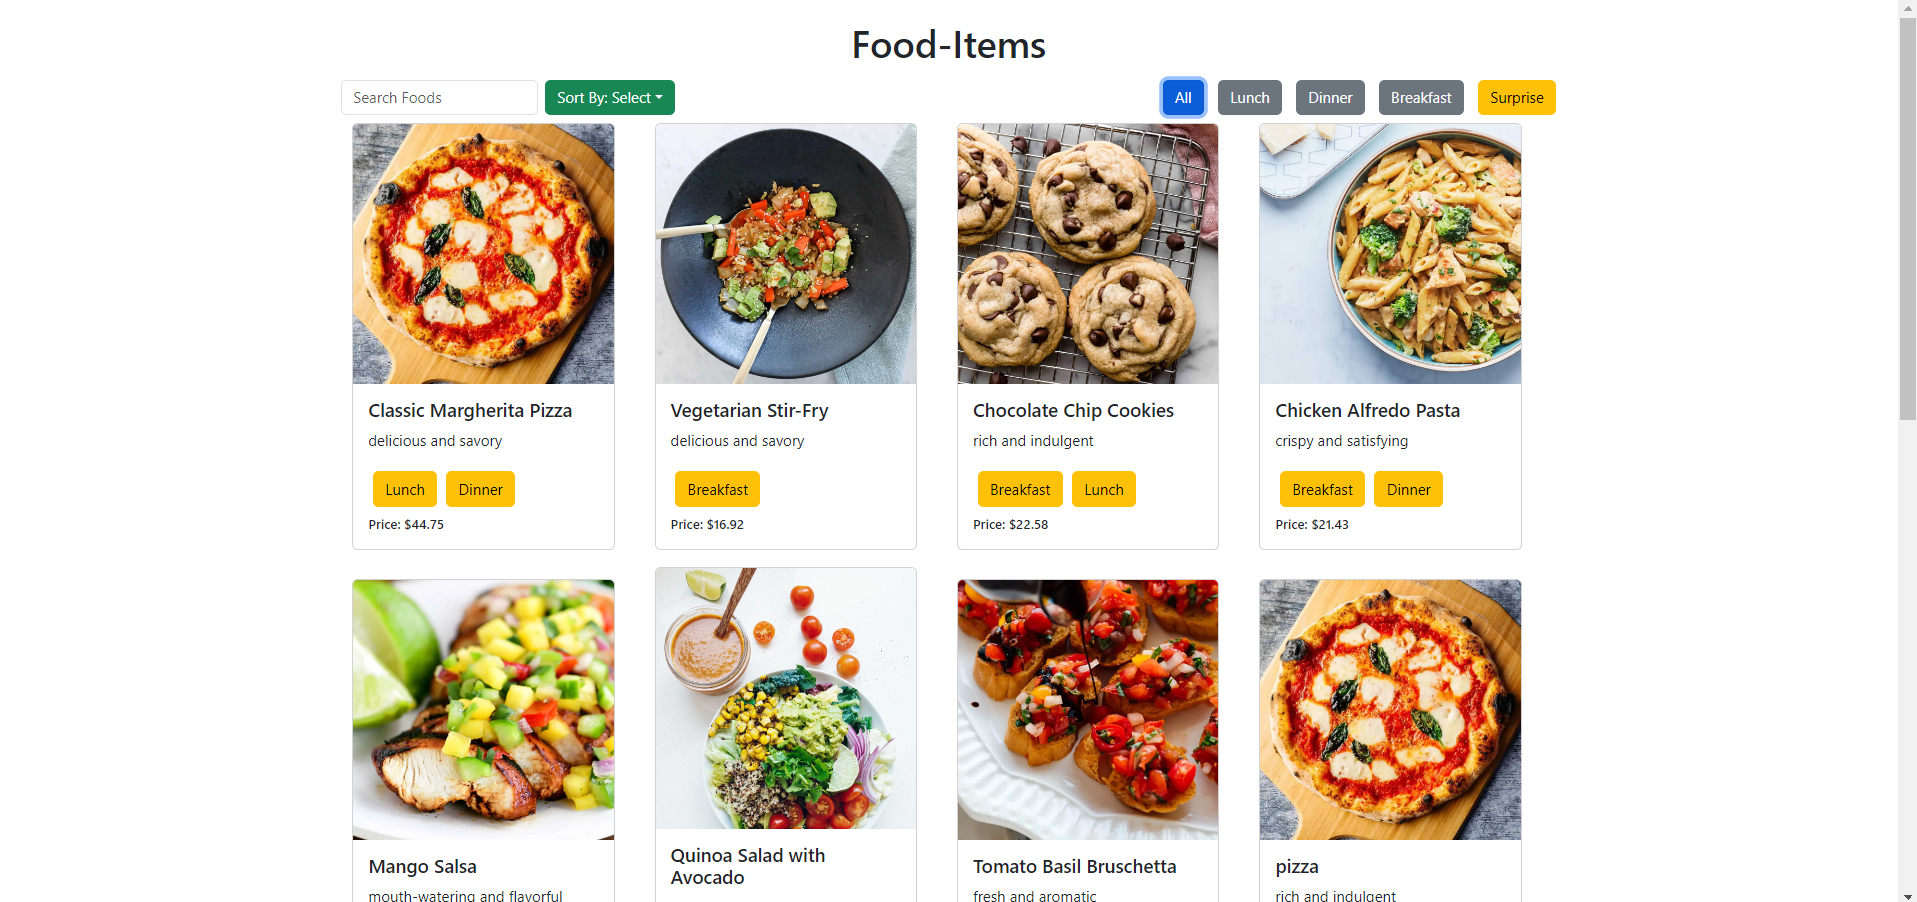 Food-Items
Search Foods
Sort By: Select
All
Lunch
Dinner
Breakfast
Surprise
Classic Margherita Pizza
delicious and savory
Lunch
Dinner
Price: $44.75
Vegetarian Stir-Fry
delicious and savory
Breakfast
Price: $16.92
Chocolate Chip Cookies
rich and indulgent
Breakfast
Lunch
Price: $22.58
Chicken Alfredo Pasta
crispy and satisfying
Breakfast
Dinner
Price: $21.43
Mango Salsa
mouth-watering and flavorful
Quinoa Salad with
Avocado
Tomato Basil Bruschetta
fresh and aromatic
pizza
rich and indulgent